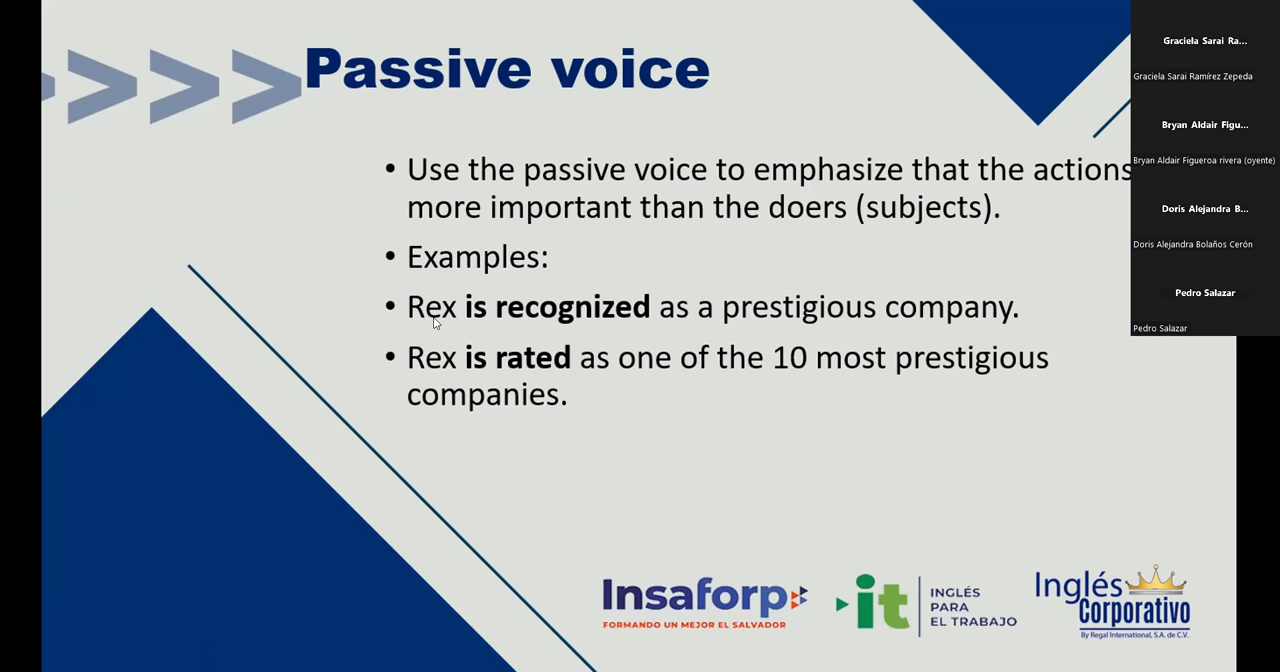 Passive voice
• Use the passive voice to emphasize that the actions
more important than the doers (subjects).
• Examples:
• Rex is recognized as a prestigious company.
• Rex is rated as one of the 10 most prestigious
companies.
Insaforp
FORMANDO UN MEJOR EL SALVADOR
it
INGLÉS
PARA
EL TRABAJO
Inglés
Corporativo
By Regal International, S.A. de C.V.
Graciela Sarai Ra...
Graciela Sarai Ramírez Zepeda
Bryan Aldair Figu...
Bryan Aldair Figueroa rivera (oyente)
Doris Alejandra B...
Doris Alejandra Bolaños Cerón
Pedro Salazar
Pedro Salazar